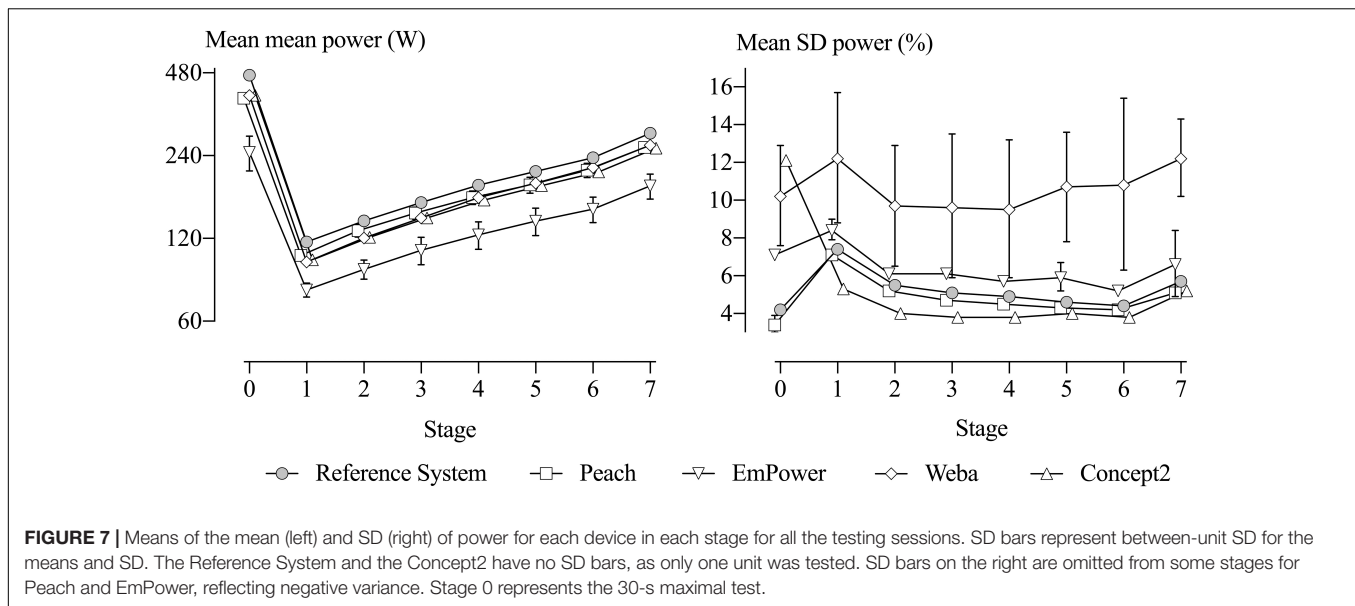 Mean mean power (W)
480
240
120
60
0 1 2 3 4 5 6 7
Stage
Mean SD power (%)
16
14
12
10
8
6
4
0 1 2 3 4 5 6 7
Stage
Reference System Peach EmPower Weba Concept2
FIGURE 7 | Means of the mean (left) and SD (right) of power for each device in each stage for all the testing sessions. SD bars represent between-unit SD for the
means and SD. The Reference System and the Concept2 have no SD bars, as only one unit was tested. SD bars on the right are omitted from some stages for
Peach and EmPower, reflecting negative variance. Stage 0 represents the 30-s maximal test.